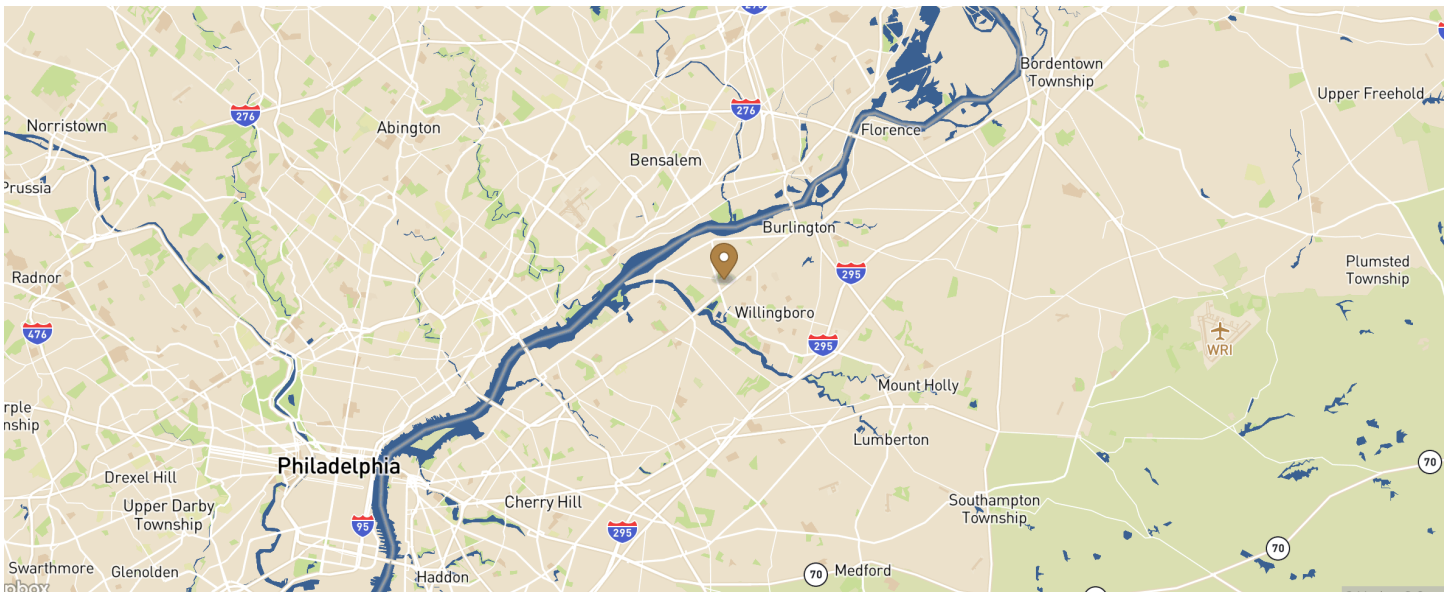 276
Bordentown
Township
Upper Freehold
276
276
Norristown
Abington
Florence
Bensalem
Prussia
Burlington
Radnor
295
Plumsted
Township
476
Willingboro
WRI
295
Mount Holly
Lumberton
Philadelphia
70
Drexel Hill
Cherry Hill
Upper Darby
Township
Southampton
Township
95
295
70
Swarthmore
Glenolden
Haddon
70
Medford